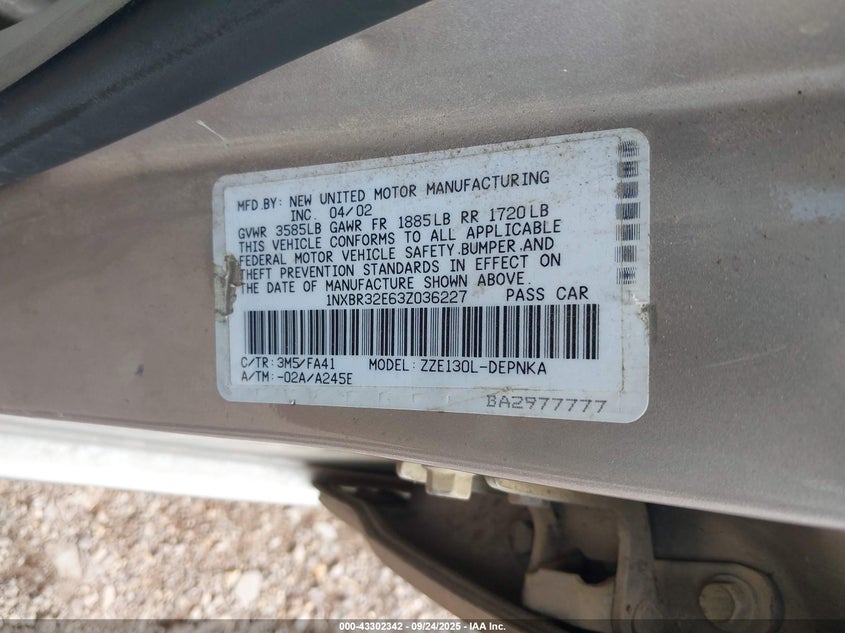 MFD.BY: NEW UNITED MOTOR MANUFACTURING
INC. 04/02
GVWR 3585LB GAWR FR 1885LB RR 1720LB
THIS VEHICLE CONFORMS TO ALL APPLICABLE
FEDERAL MOTOR VEHICLE SAFETY,BUMPER,AND
THEFT PREVENTION STANDARDS IN EFFECT ON
THE DATE OF MANUFACTURE SHOWN ABOVE.
1NXBR32E63Z036227 PASS CAR
C/TR: 3M5/FA41 MODEL: ZZE130L-DEPNKA
A/TM: -02A/A245E
BA2977777
000-43302342 - 09/24/2025 - IAA Inc.